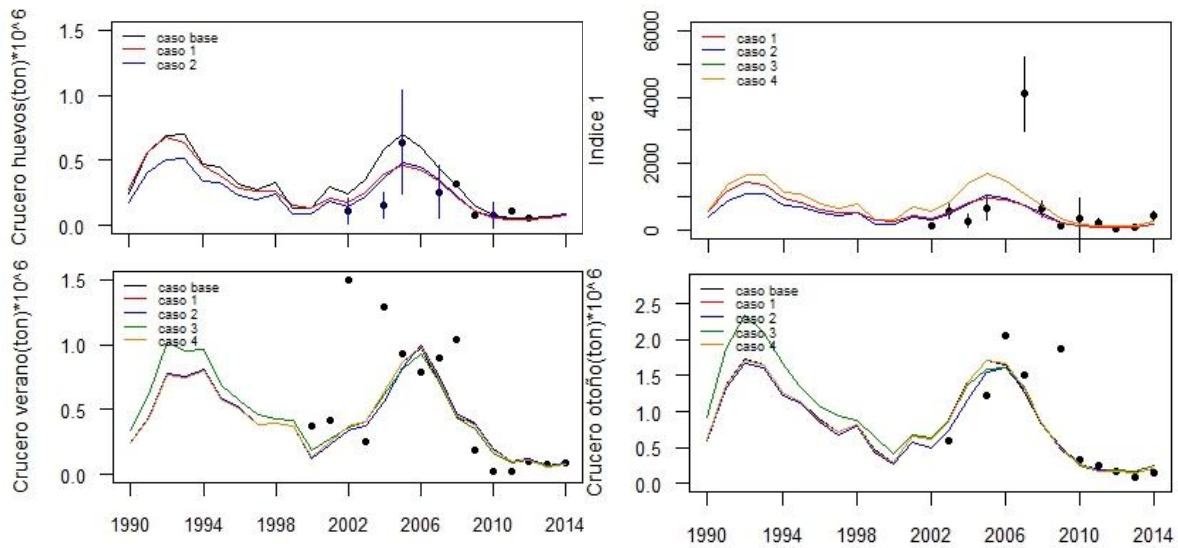 Crucero huevos(ton)*10^6
1.5
1.0
0.5
0.0
caso base
caso 1
caso 2
Indice 1
6000
4000
2000
0
caso 1
caso 2
caso 3
caso 4
Crucero verano(ton)*10^6
1.5
1.0
0.5
0.0
caso base
caso 1
caso 2
caso 3
caso 4
1990 1994 1998 2002 2006 2010 2014
Crucero otoño(ton)*10^6
2.5
2.0
1.5
1.0
0.5
0.0
caso base
caso 1
caso 2
caso 3
caso 4
1990 1994 1998 2002 2006 2010 2014